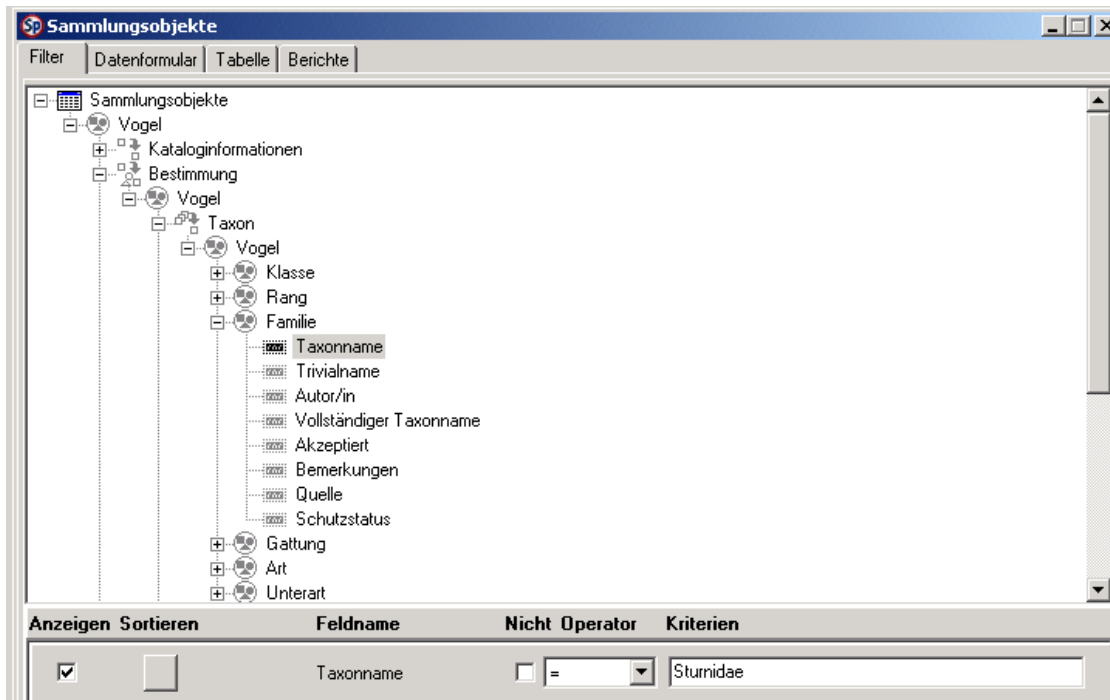 Sp Sammlungsobjekte
Filter Datenformular Tabelle Berichte
Sammlungsobjekte
Vogel
Kataloginformationen
Bestimmung
Vogel
Taxon
Vogel
Klasse
Rang
Familie
Taxonname
Trivialname
Autor/in
Vollständiger Taxonname
Akzeptiert
Bemerkungen
Quelle
Schutzstatus
Gattung
Art
Unterart
Anzeigen Sortieren Feldname Nicht Operator Kriterien
Taxonname = Sturnidae